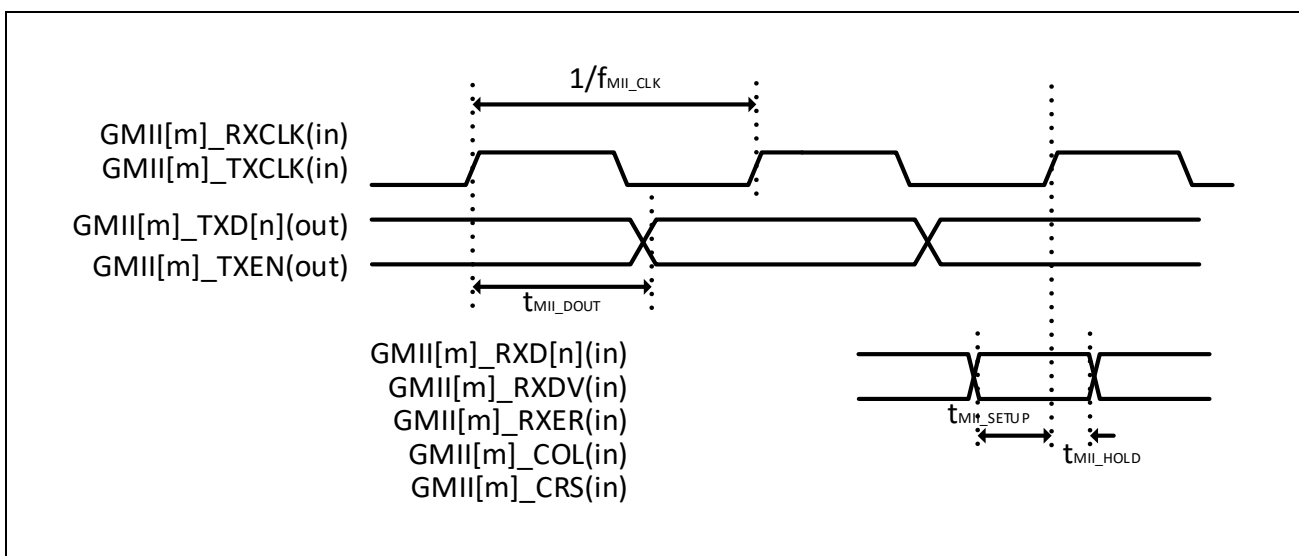 1/fMII_CLK
GMII[m]_RXCLK(in)
GMII[m]_TXCLK(in)
GMII[m]_TXD[n](out)
GMII[m]_TXEN(out)
tMII_DOUT
GMII[m]_RXD[n](in)
GMII[m]_RXDV(in)
GMII[m]_RXER(in)
GMII[m]_COL(in)
GMII[m]_CRS(in)
tMII_SETUP
tMII_HOLD